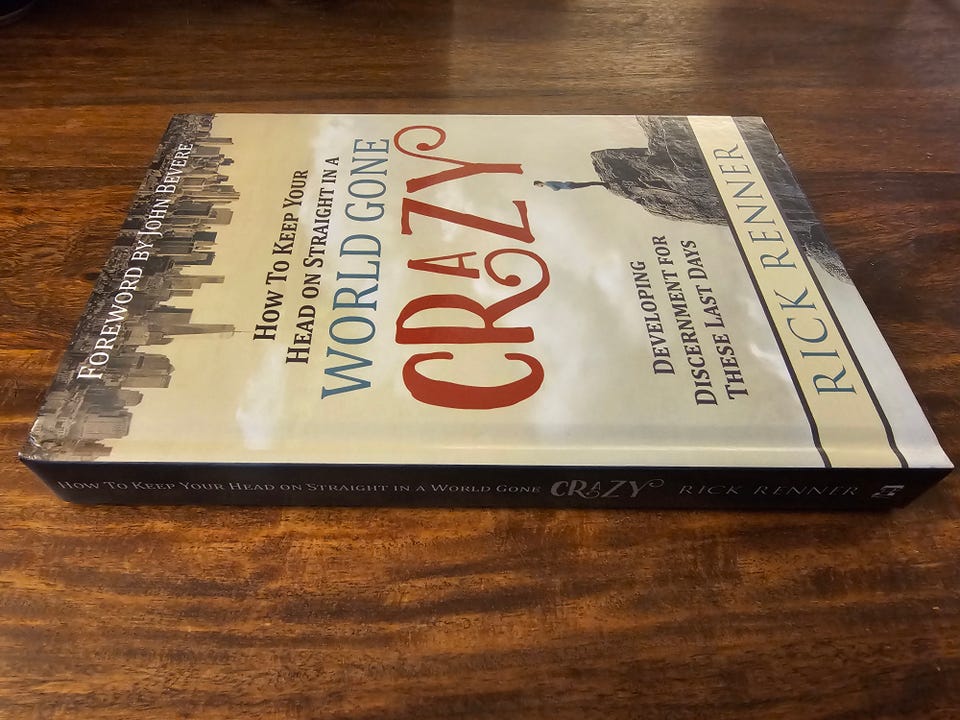 FOREWORD BY JOHN BEVERE
HOW TO KEEP YOUR
HEAD ON STRAIGHT IN A
WORLD GONE
CRAZY
DEVELOPING
DISCERNMENT FOR
THESE LAST DAYS
RICK RENNER
HOW TO KEEP YOUR HEAD ON STRAIGHT IN A WORLD GONE CRAZY RICK RENNER